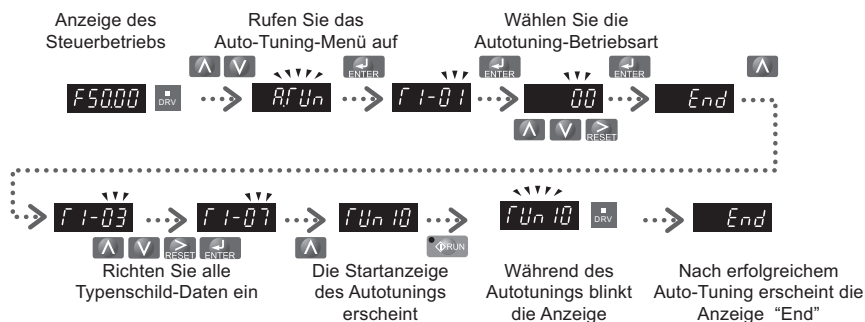 Anzeige des
Steuerbetriebs
Rufen Sie das
Auto-Tuning-Menü auf
Wählen Sie die
Autotuning-Betriebsart
ENTER
ENTER
ENTER
F50.00
DRV
A.TUn
T1-01
00
End
RESET
T1-03
T1-07
TUn10
TUn10
DRV
End
RESET
ENTER
RUN
Richten Sie alle
Typenschild-Daten ein
Die Startanzeige
des Autotunings
erscheint
Während des
Autotunings blinkt
die Anzeige
Nach erfolgreichem
Auto-Tuning erscheint die
Anzeige “End”